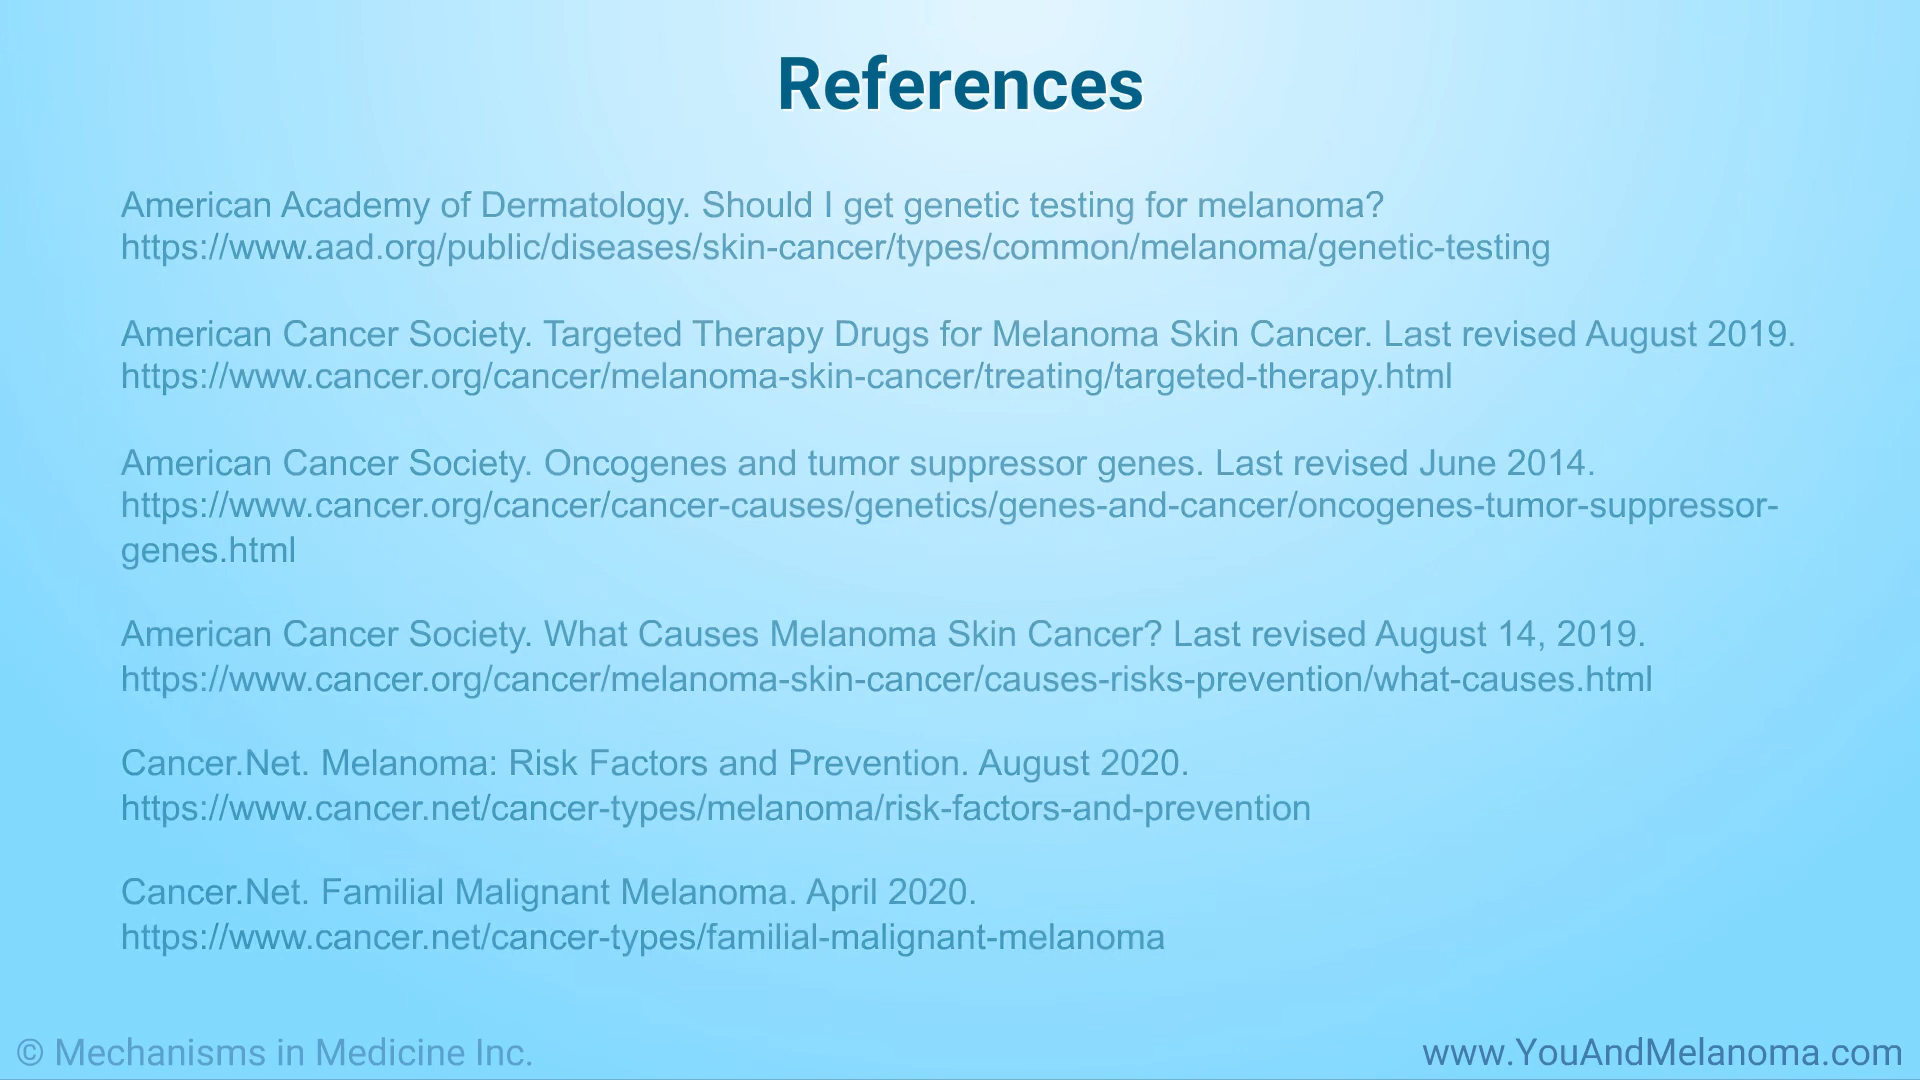 References
American Academy of Dermatology. Should I get genetic testing for melanoma?
https://www.aad.org/public/diseases/skin-cancer/types/common/melanoma/genetic-testing
American Cancer Society. Targeted Therapy Drugs for Melanoma Skin Cancer. Last revised August 2019.
https://www.cancer.org/cancer/melanoma-skin-cancer/treating/targeted-therapy.html
American Cancer Society. Oncogenes and tumor suppressor genes. Last revised June 2014.
https://www.cancer.org/cancer/cancer-causes/genetics/genes-and-cancer/oncogenes-tumor-suppressor-
genes.html
American Cancer Society. What Causes Melanoma Skin Cancer? Last revised August 14, 2019.
https://www.cancer.org/cancer/melanoma-skin-cancer/causes-risks-prevention/what-causes.html
Cancer.Net. Melanoma: Risk Factors and Prevention. August 2020.
https://www.cancer.net/cancer-types/melanoma/risk-factors-and-prevention
Cancer.Net. Familial Malignant Melanoma. April 2020.
https://www.cancer.net/cancer-types/familial-malignant-melanoma
© Mechanisms in Medicine Inc.
www.YouAndMelanoma.com